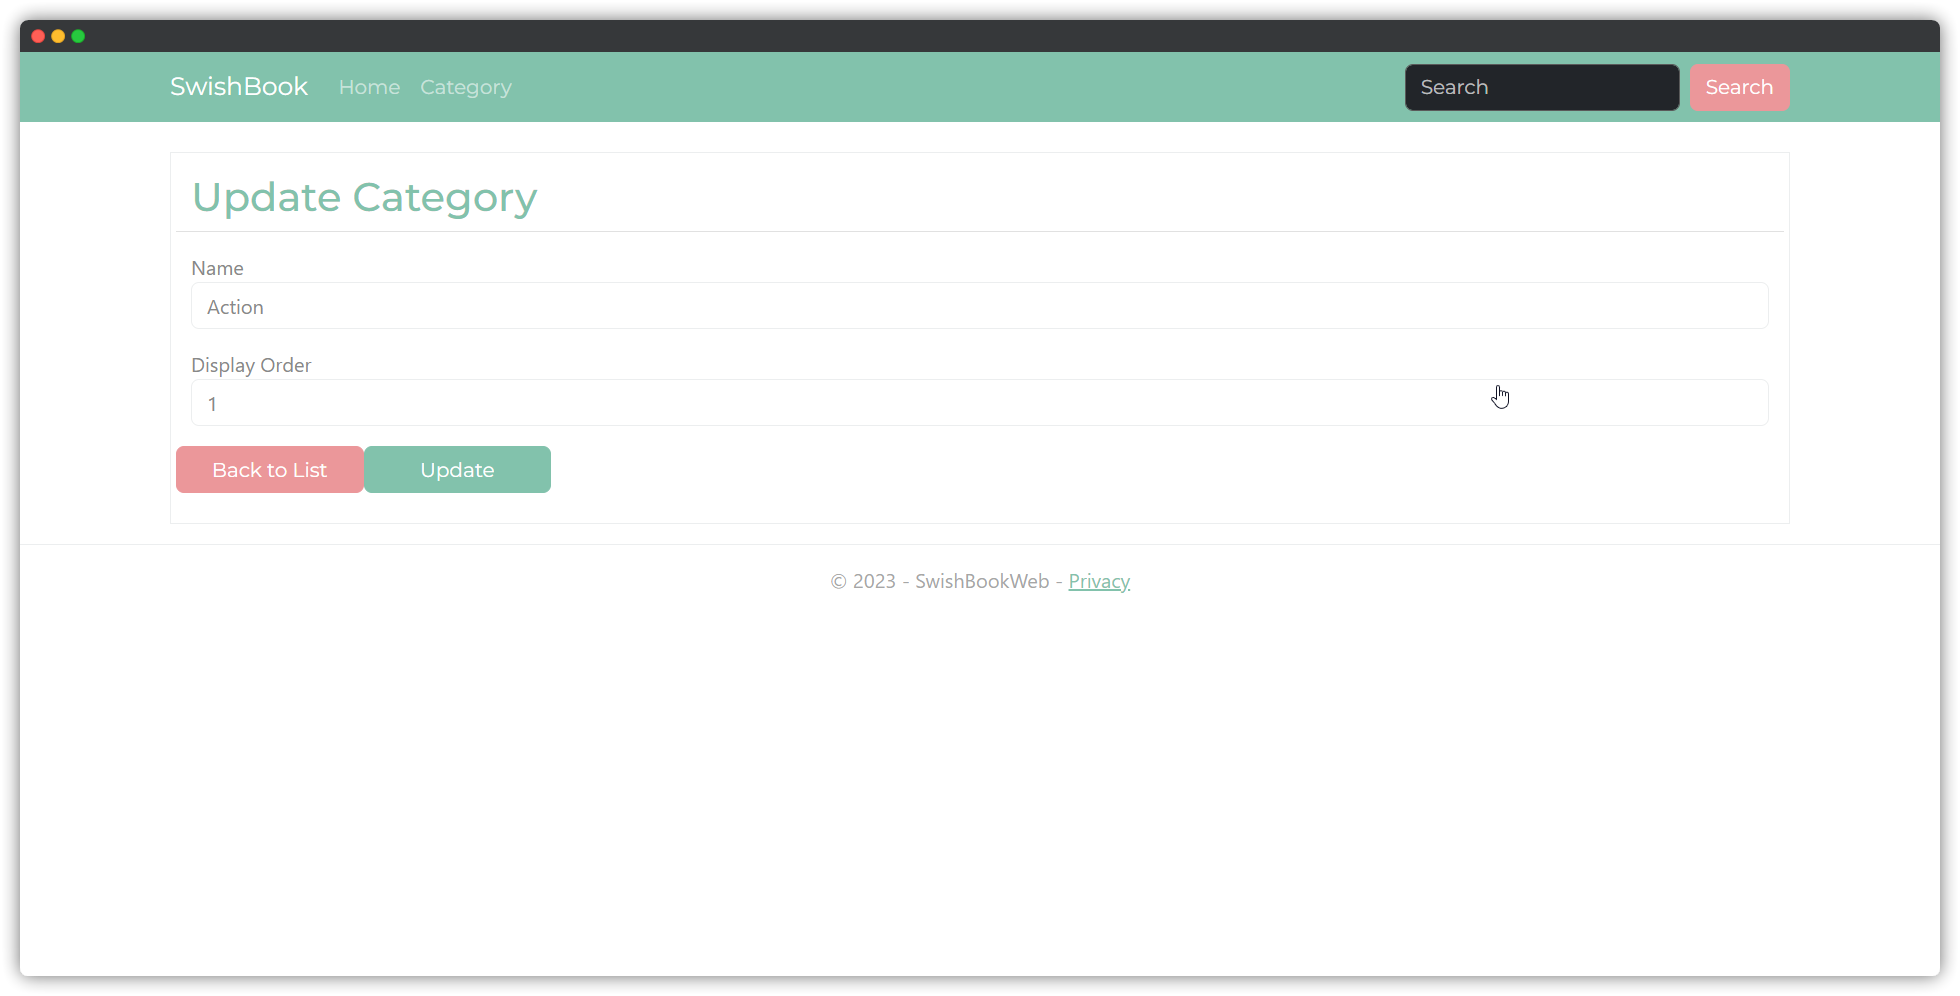 SwishBook Home Category Search Search
Update Category
Name
Action
Display Order
1
Back to List Update
© 2023 - SwishBookWeb - Privacy